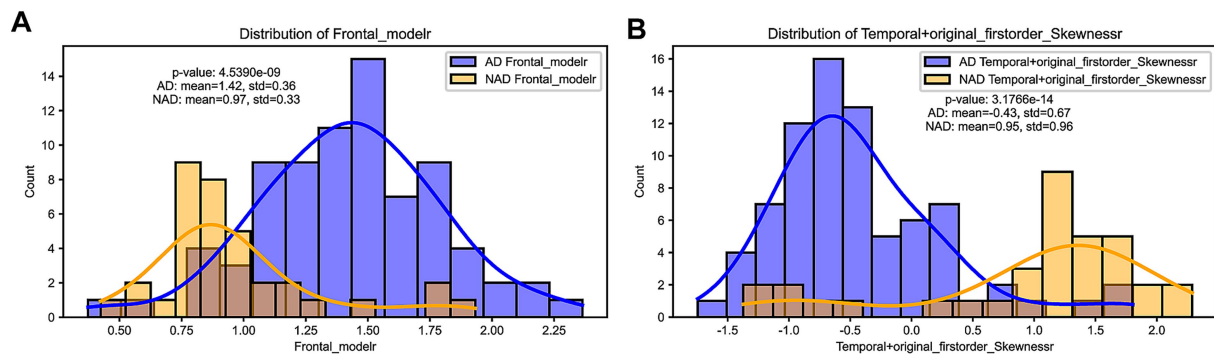 A
Distribution of Frontal_modelr
AD Frontal_modelr
NAD Frontal_modelr
p-value: 4.5390e-09
AD: mean=1.42, std=0.36
NAD: mean=0.97, std=0.33
Count
14
12
10
8
6
4
2
0
0.50
0.75
1.00
1.25
1.50
1.75
2.00
2.25
Frontal_modelr
B
Distribution of Temporal+original_firstorder_Skewnessr
AD Temporal+original_firstorder_Skewnessr
NAD Temporal+original_firstorder_Skewnessr
p-value: 3.1766e-14
AD: mean=-0.43, std=0.67
NAD: mean=0.95, std=0.96
Count
16
14
12
10
8
6
4
2
0
-1.5
-1.0
-0.5
0.0
0.5
1.0
1.5
2.0
Temporal+original_firstorder_Skewnessr